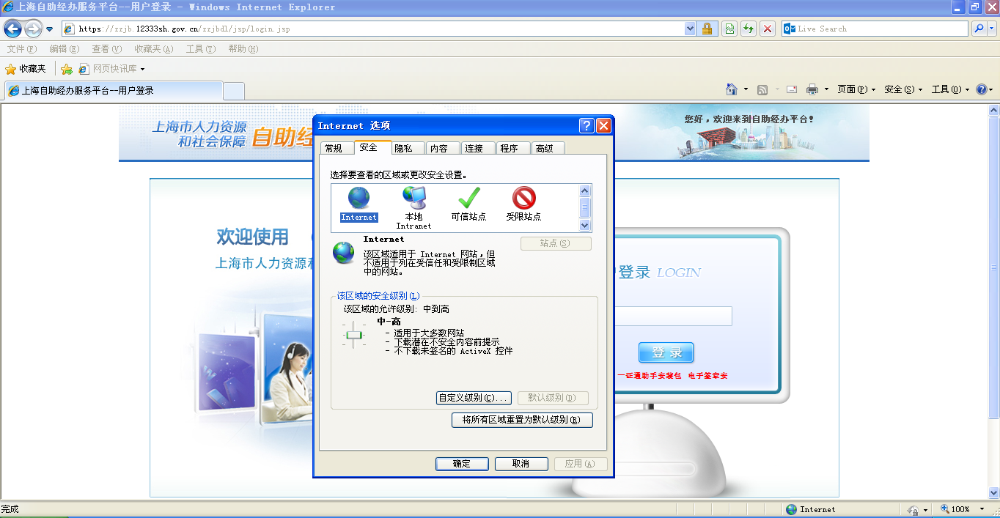 上海自助经办服务平台--用户登录 - Windows Internet Explorer
https://zzjb.12333sh.gov.cn/zzjbdl/jsp/login.jsp
Live Search
文件(F) 编辑(E) 查看(V) 收藏夹(A) 工具(T) 帮助(H)
收藏夹 网页快讯库
上海自助经办服务平台--用户登录
页面(P) 安全(S) 工具(O)
上海市人力资源
和社会保障
自助经
您好，欢迎来到自助经办平台！
欢迎使用
上海市人力资源和
登录 LOGIN
登 录
一证通助手安装包 电子签章安
Internet 选项
常规 安全 隐私 内容 连接 程序 高级
选择要查看的区域或更改安全设置。
Internet
本地
Intranet
可信站点
受限站点
Internet
站点(S)
该区域适用于 Internet 网站，但
不适用于列在受信任和受限制区域
中的网站。
该区域的安全级别(L)
该区域的允许级别: 中到高
中-高
- 适用于大多数网站
- 下载潜在不安全内容前提示
- 不下载未签名的 ActiveX 控件
自定义级别(C)... 默认级别(D)
将所有区域重置为默认级别(R)
确定 取消 应用(A)
完成
Internet
100%